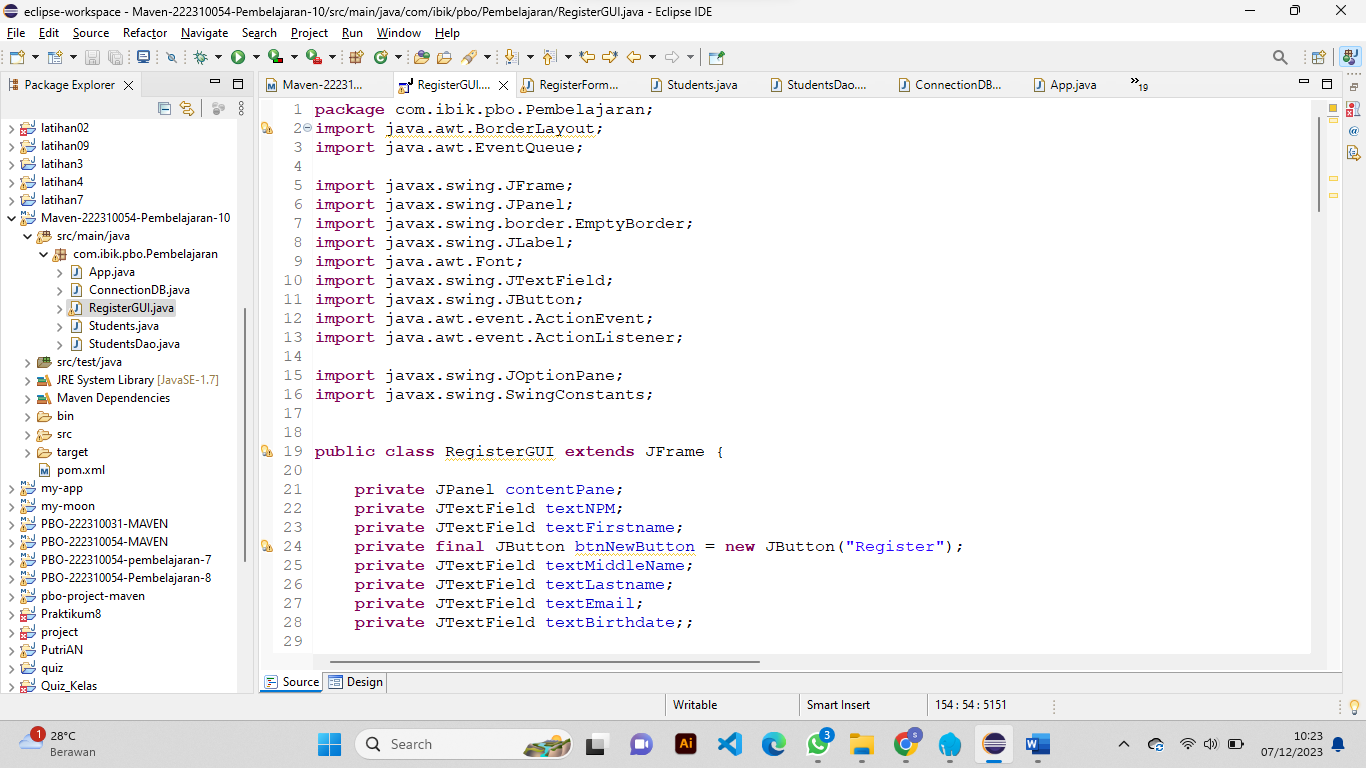 eclipse-workspace - Maven-222310054-Pembelajaran-10/src/main/java/com/ibik/pbo/Pembelajaran/RegisterGUI.java - Eclipse IDE
File Edit Source Refactor Navigate Search Project Run Window Help
Package Explorer
Maven-22231... RegisterGUI.... RegisterForm... Students.java StudentsDao.... ConnectionDB... App.java »19
latihan02
latihan09
latihan3
latihan4
latihan7
Maven-222310054-Pembelajaran-10
src/main/java
com.ibik.pbo.Pembelajaran
App.java
ConnectionDB.java
RegisterGUI.java
Students.java
StudentsDao.java
src/test/java
JRE System Library [JavaSE-1.7]
Maven Dependencies
bin
src
target
pom.xml
my-app
my-moon
PBO-222310031-MAVEN
PBO-222310054-MAVEN
PBO-222310054-pembelajaran-7
PBO-222310054-Pembelajaran-8
pbo-project-maven
Praktikum8
project
PutriAN
quiz
Quiz_Kelas
1 package com.ibik.pbo.Pembelajaran;
2 import java.awt.BorderLayout;
3 import java.awt.EventQueue;
4
5 import javax.swing.JFrame;
6 import javax.swing.JPanel;
7 import javax.swing.border.EmptyBorder;
8 import javax.swing.JLabel;
9 import java.awt.Font;
10 import javax.swing.JTextField;
11 import javax.swing.JButton;
12 import java.awt.event.ActionEvent;
13 import java.awt.event.ActionListener;
14
15 import javax.swing.JOptionPane;
16 import javax.swing.SwingConstants;
17
18
19 public class RegisterGUI extends JFrame {
20
21 private JPanel contentPane;
22 private JTextField textNPM;
23 private JTextField textFirstname;
24 private final JButton btnNewButton = new JButton("Register");
25 private JTextField textMiddleName;
26 private JTextField textLastname;
27 private JTextField textEmail;
28 private JTextField textBirthdate;;
29
Source Design
Writable Smart Insert 154 : 54 : 5151
1 28°C
Berawan
Search
Ai
3
S
W
10:23
07/12/2023